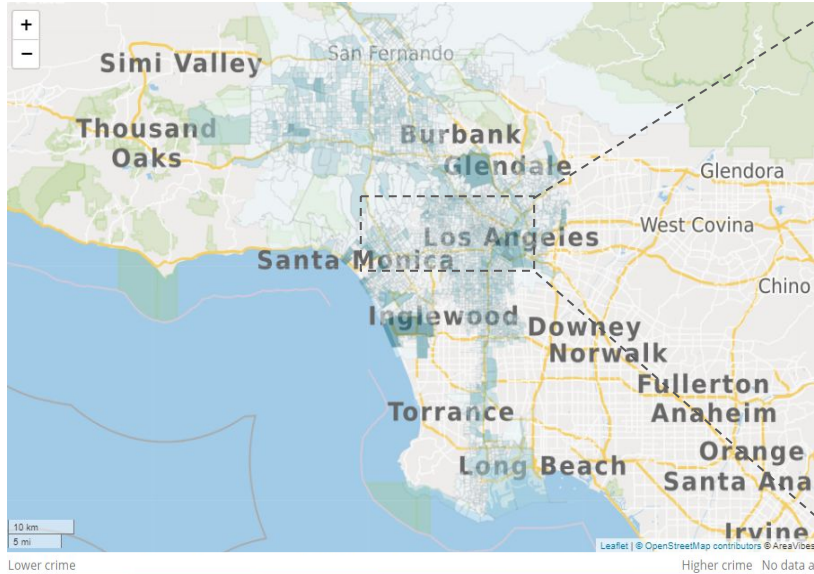 +
−
San Fernando
Simi Valley
Thousand
Oaks
Burbank
Glendale
Glendora
West Covina
Los Angeles
Santa Monica
Chino
Inglewood
Downey
Norwalk
Fullerton
Anaheim
Torrance
Orange
Long Beach
Santa Ana
10 km
5 mi
Irvine
Leaflet | © OpenStreetMap contributors © AreaVibes
Lower crime
Higher crime No data a